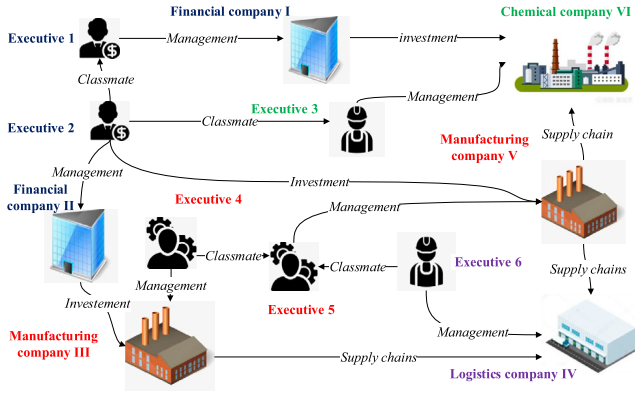 Financial company I
Chemical company VI
Executive 1
Management
investment
Classmate
Executive 3
Management
Executive 2
Classmate
Manufacturing
company V
Supply chain
Management
Financial
company II
Investment
Executive 4
Management
Classmate
Classmate
Executive 6
Supply chains
Management
Investement
Executive 5
Manufacturing
company III
Management
Supply chains
Logistics company IV